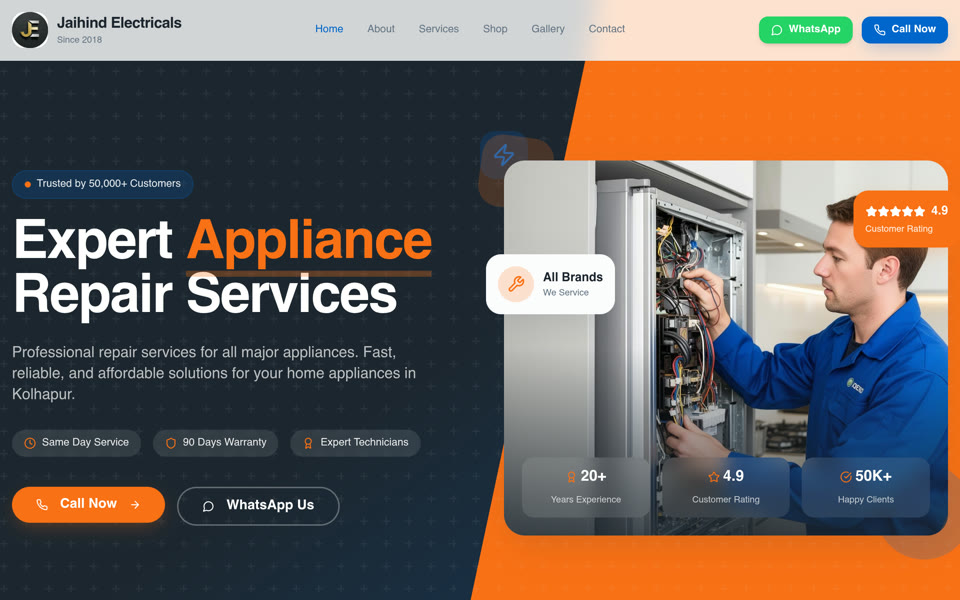 JE
Jaihind Electricals
Since 2018
Home
About
Services
Shop
Gallery
Contact
WhatsApp
Call Now
Trusted by 50,000+ Customers
Expert Appliance
Repair Services
Professional repair services for all major appliances. Fast,
reliable, and affordable solutions for your home appliances in
Kolhapur.
Same Day Service
90 Days Warranty
Expert Technicians
Call Now
WhatsApp Us
4.9
Customer Rating
All Brands
We Service
20+
Years Experience
4.9
Customer Rating
50K+
Happy Clients